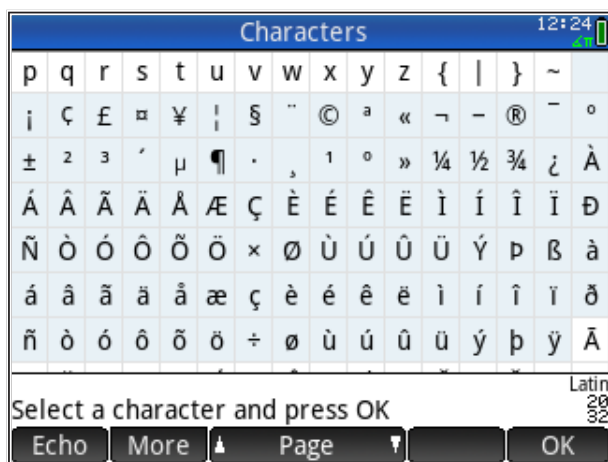 Characters
12:24
∡π
p q r s t u v w x y z { | } ~
¡ ç £ ¤ ¥ ¦ § ¨ © ª « ¬ - ® ¯ °
± ² ³ ´ µ ¶ · ¸ ¹ º » ¼ ½ ¾ ¿ À
Á Â Ã Ä Å Æ Ç È É Ê Ë Ì Í Î Ï Ð
Ñ Ò Ó Ô Õ Ö × Ø Ù Ú Û Ü Ý Þ ß à
á â ã ä å æ ç è é ê ë ì í î ï ð
ñ ò ó ô õ ö ÷ ø ù ú û ü ý þ ÿ Ā
Latin
Select a character and press OK
20
32
Echo More Page OK